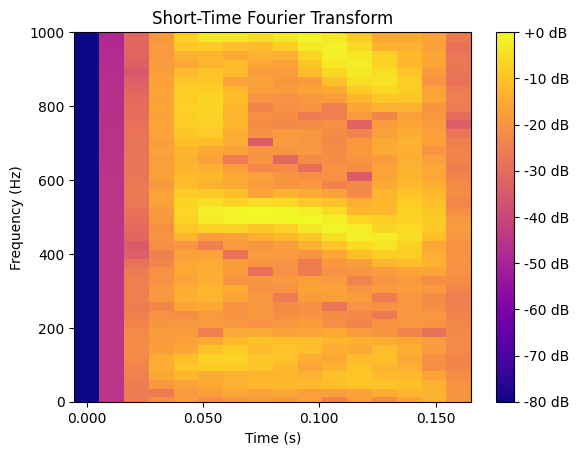 Short-Time Fourier Transform
1000
800
600
400
200
0
Frequency (Hz)
0.000
0.050
0.100
0.150
Time (s)
+0 dB
-10 dB
-20 dB
-30 dB
-40 dB
-50 dB
-60 dB
-70 dB
-80 dB